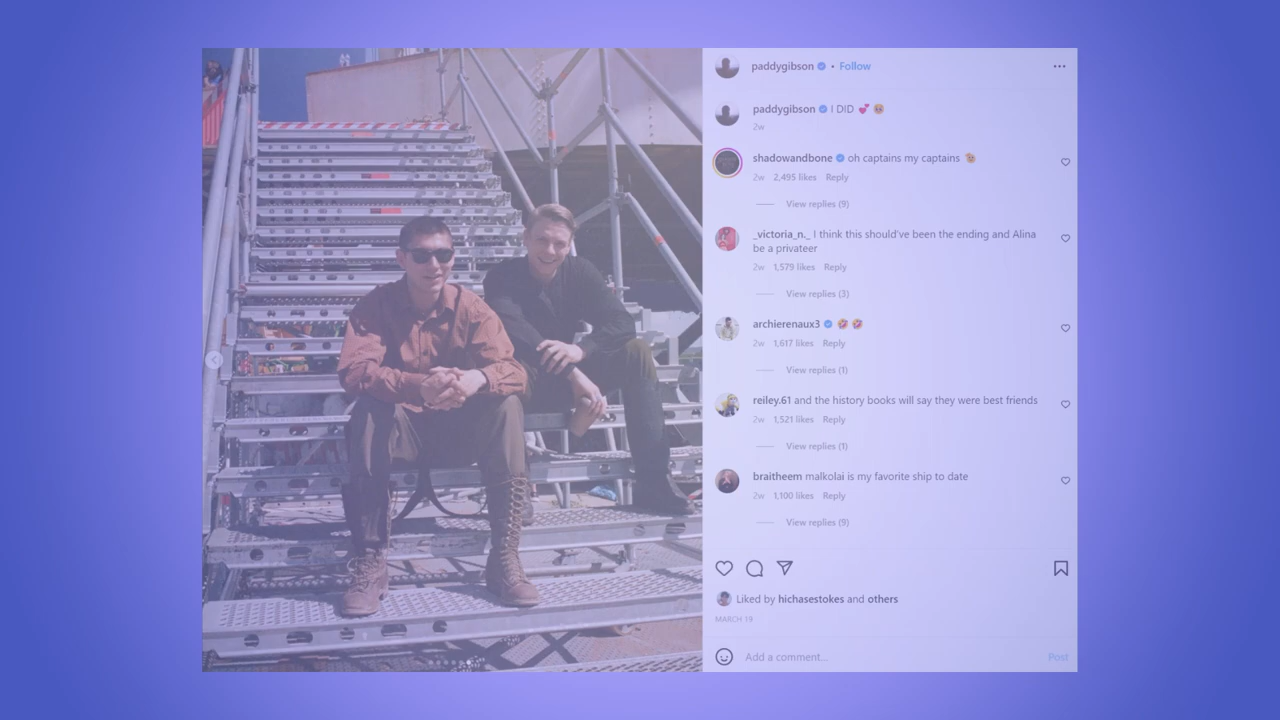 paddygibson • Follow
paddygibson I DID 💕 🥹
2w
shadowandbone oh captains my captains 🫡
2w 2,495 likes Reply
View replies (9)
_victoria_n._ I think this should've been the ending and Alina
be a privateer
2w 1,579 likes Reply
View replies (3)
archierenaux3 🤣 🤣
2w 1,617 likes Reply
View replies (1)
reiley.61 and the history books will say they were best friends
2w 1,521 likes Reply
View replies (1)
braitheem malkolai is my favorite ship to date
2w 1,100 likes Reply
View replies (9)
Liked by hichasestokes and others
MARCH 19
Add a comment...
Post